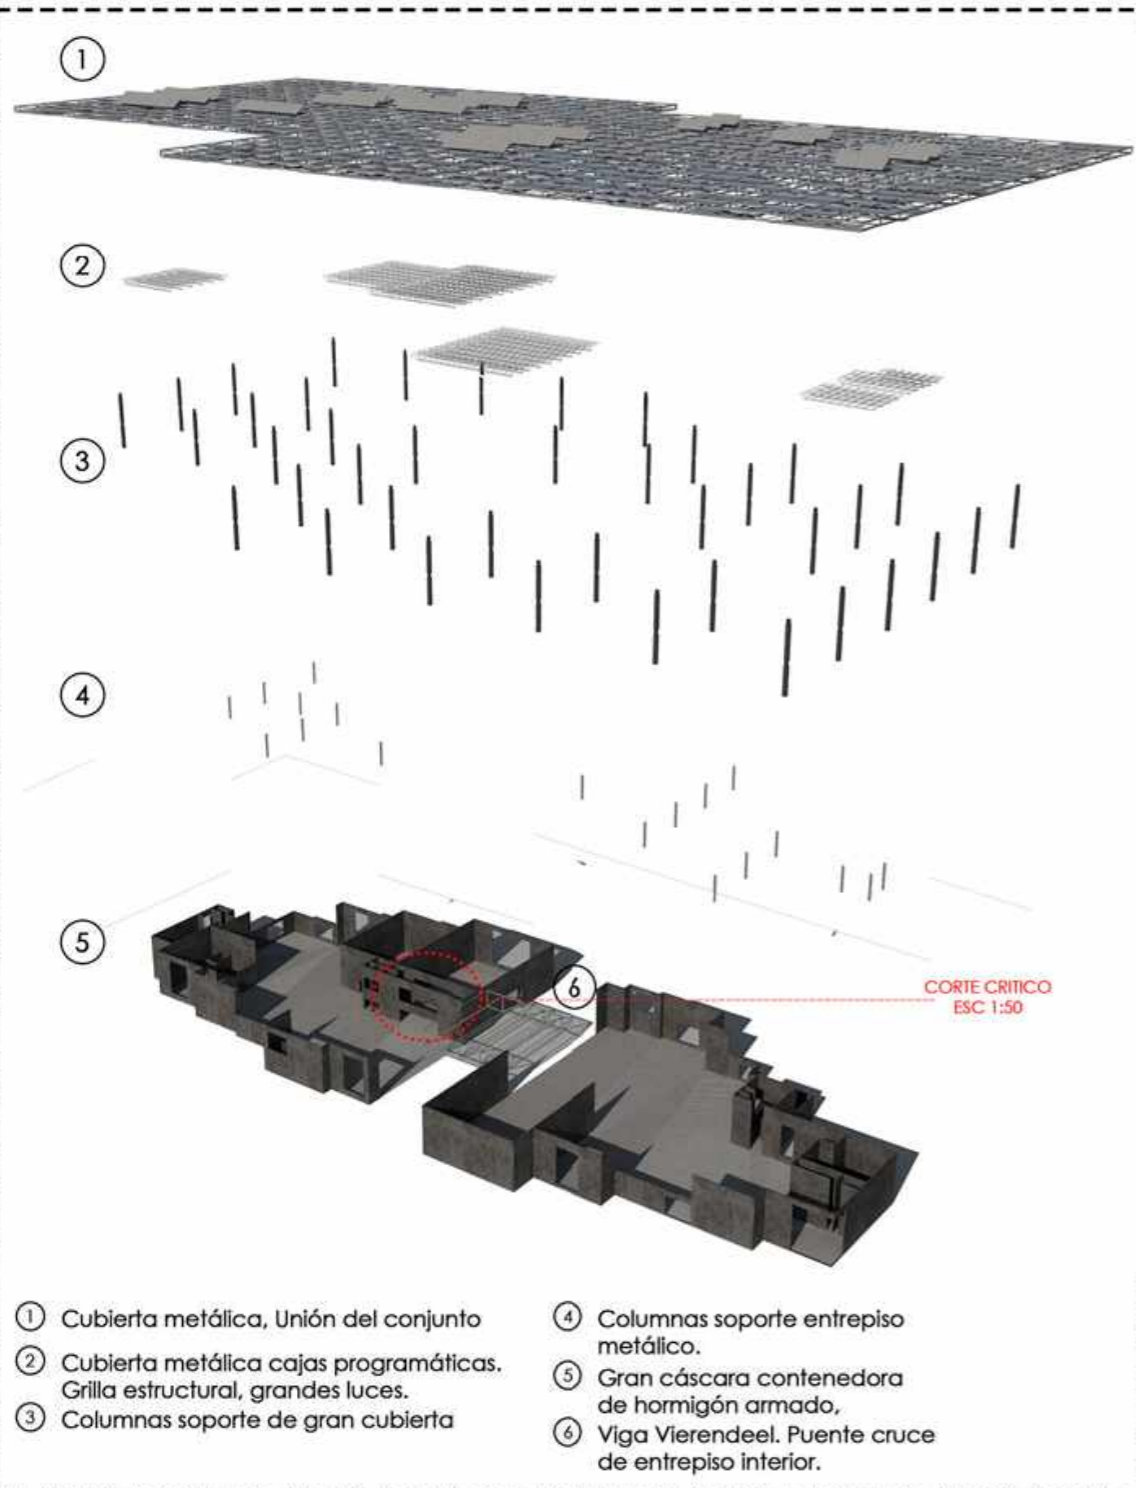 1
2
3
4
5
6
CORTE CRITICO
ESC 1:50
1 Cubierta metálica, Unión del conjunto
2 Cubierta metálica cajas programáticas.
Grilla estructural, grandes luces.
3 Columnas soporte de gran cubierta
4 Columnas soporte entrepiso
metálico.
5 Gran cáscara contenedora
de hormigón armado,
6 Viga Vierendeel. Puente cruce
de entrepiso interior.